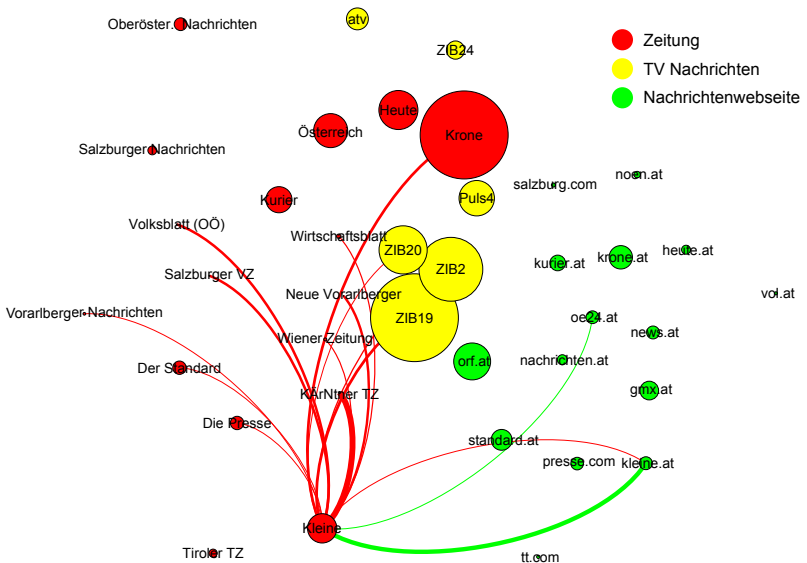 atv
Oberöster. Nachrichten
Zeitung
ZIB24
TV Nachrichten
Nachrichtenwebseite
Heute
Österreich
Krone
Salzburger Nachrichten
noen.at
salzburg.com
Kurier
Puls4
Volksblatt (OÖ)
Wirtschaftsblatt
ZIB20
heute.at
krone.at
kurier.at
ZIB2
Salzburger VZ
vol.at
Neue Vorarlberger
Vorarlberger Nachrichten
ZIB19
oe24.at
news.at
Wiener Zeitung
nachrichten.at
orf.at
Der Standard
gmx.at
KÄrNtner TZ
Die Presse
standard.at
presse.com
kleine.at
Kleine
Tiroler TZ
tt.com